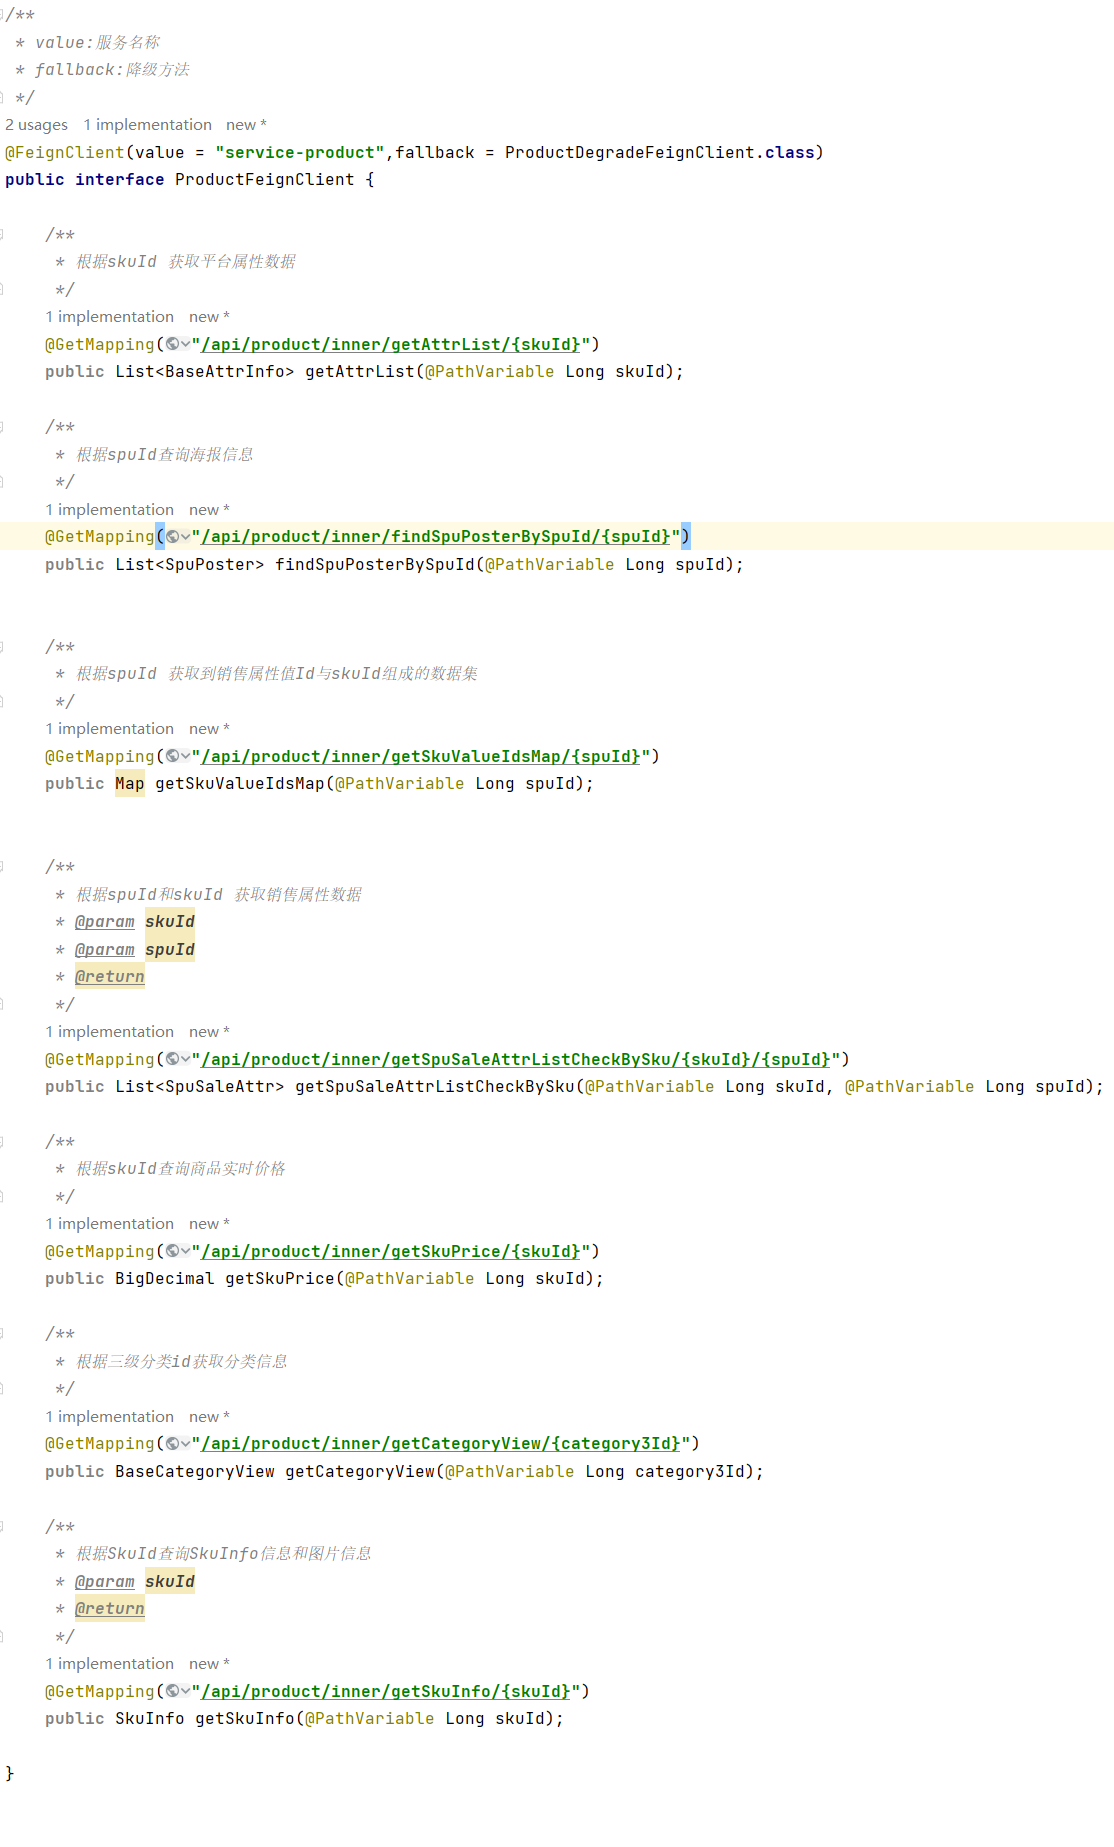 /**
 * value:服务名称
 * fallback:降级方法
 */
2 usages   1 implementation   new *
@FeignClient(value = "service-product",fallback = ProductDegradeFeignClient.class)
public interface ProductFeignClient {
    /**
     * 根据skuId 获取平台属性数据
     */
    1 implementation   new *
    @GetMapping("/api/product/inner/getAttrList/{skuId}")
    public List<BaseAttrInfo> getAttrList(@PathVariable Long skuId);
    /**
     * 根据spuId查询海报信息
     */
    1 implementation   new *
    @GetMapping("/api/product/inner/findSpuPosterBySpuId/{spuId}")
    public List<SpuPoster> findSpuPosterBySpuId(@PathVariable Long spuId);
    /**
     * 根据spuId 获取到销售属性值Id与skuId组成的数据集
     */
    1 implementation   new *
    @GetMapping("/api/product/inner/getSkuValueIdsMap/{spuId}")
    public Map getSkuValueIdsMap(@PathVariable Long spuId);
    /**
     * 根据spuId和skuId 获取销售属性数据
     * @param skuId
     * @param spuId
     * @return
     */
    1 implementation   new *
    @GetMapping("/api/product/inner/getSpuSaleAttrListCheckBySku/{skuId}/{spuId}")
    public List<SpuSaleAttr> getSpuSaleAttrListCheckBySku(@PathVariable Long skuId, @PathVariable Long spuId);
    /**
     * 根据skuId查询商品实时价格
     */
    1 implementation   new *
    @GetMapping("/api/product/inner/getSkuPrice/{skuId}")
    public BigDecimal getSkuPrice(@PathVariable Long skuId);
    /**
     * 根据三级分类id获取分类信息
     */
    1 implementation   new *
    @GetMapping("/api/product/inner/getCategoryView/{category3Id}")
    public BaseCategoryView getCategoryView(@PathVariable Long category3Id);
    /**
     * 根据SkuId查询SkuInfo信息和图片信息
     * @param skuId
     * @return
     */
    1 implementation   new *
    @GetMapping("/api/product/inner/getSkuInfo/{skuId}")
    public SkuInfo getSkuInfo(@PathVariable Long skuId);
}